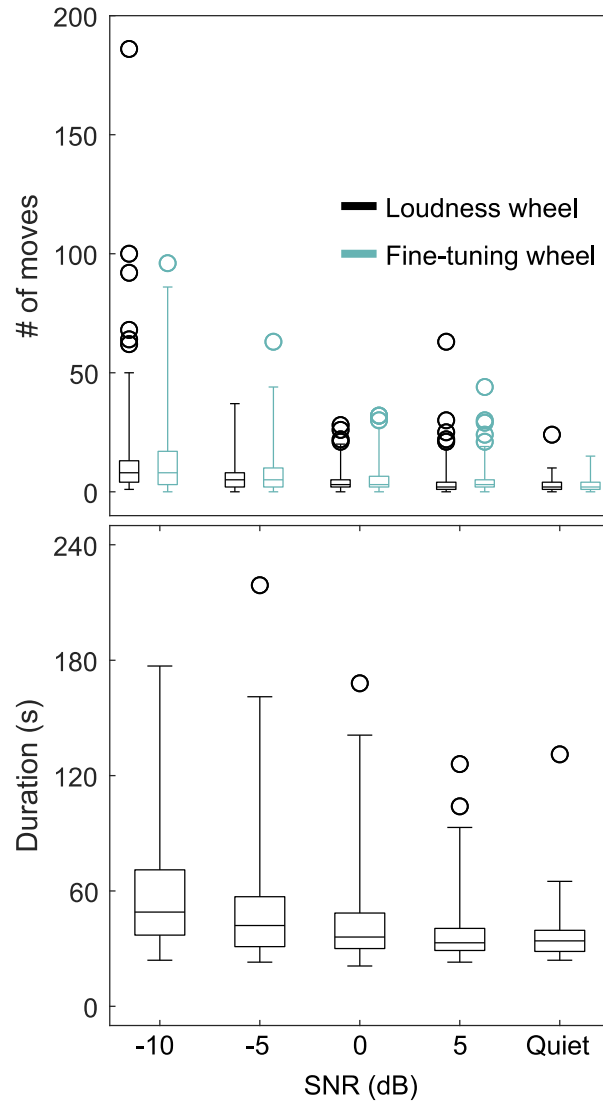 200
150
100
50
0
# of moves
Loudness wheel
Fine-tuning wheel
240
180
120
60
0
Duration (s)
-10 -5 0 5 Quiet
SNR (dB)